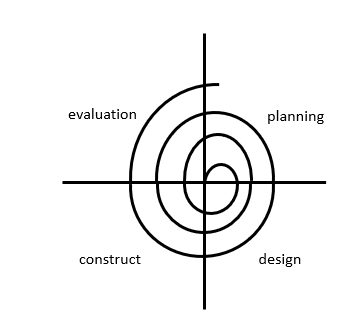 evaluation
planning
construct
design